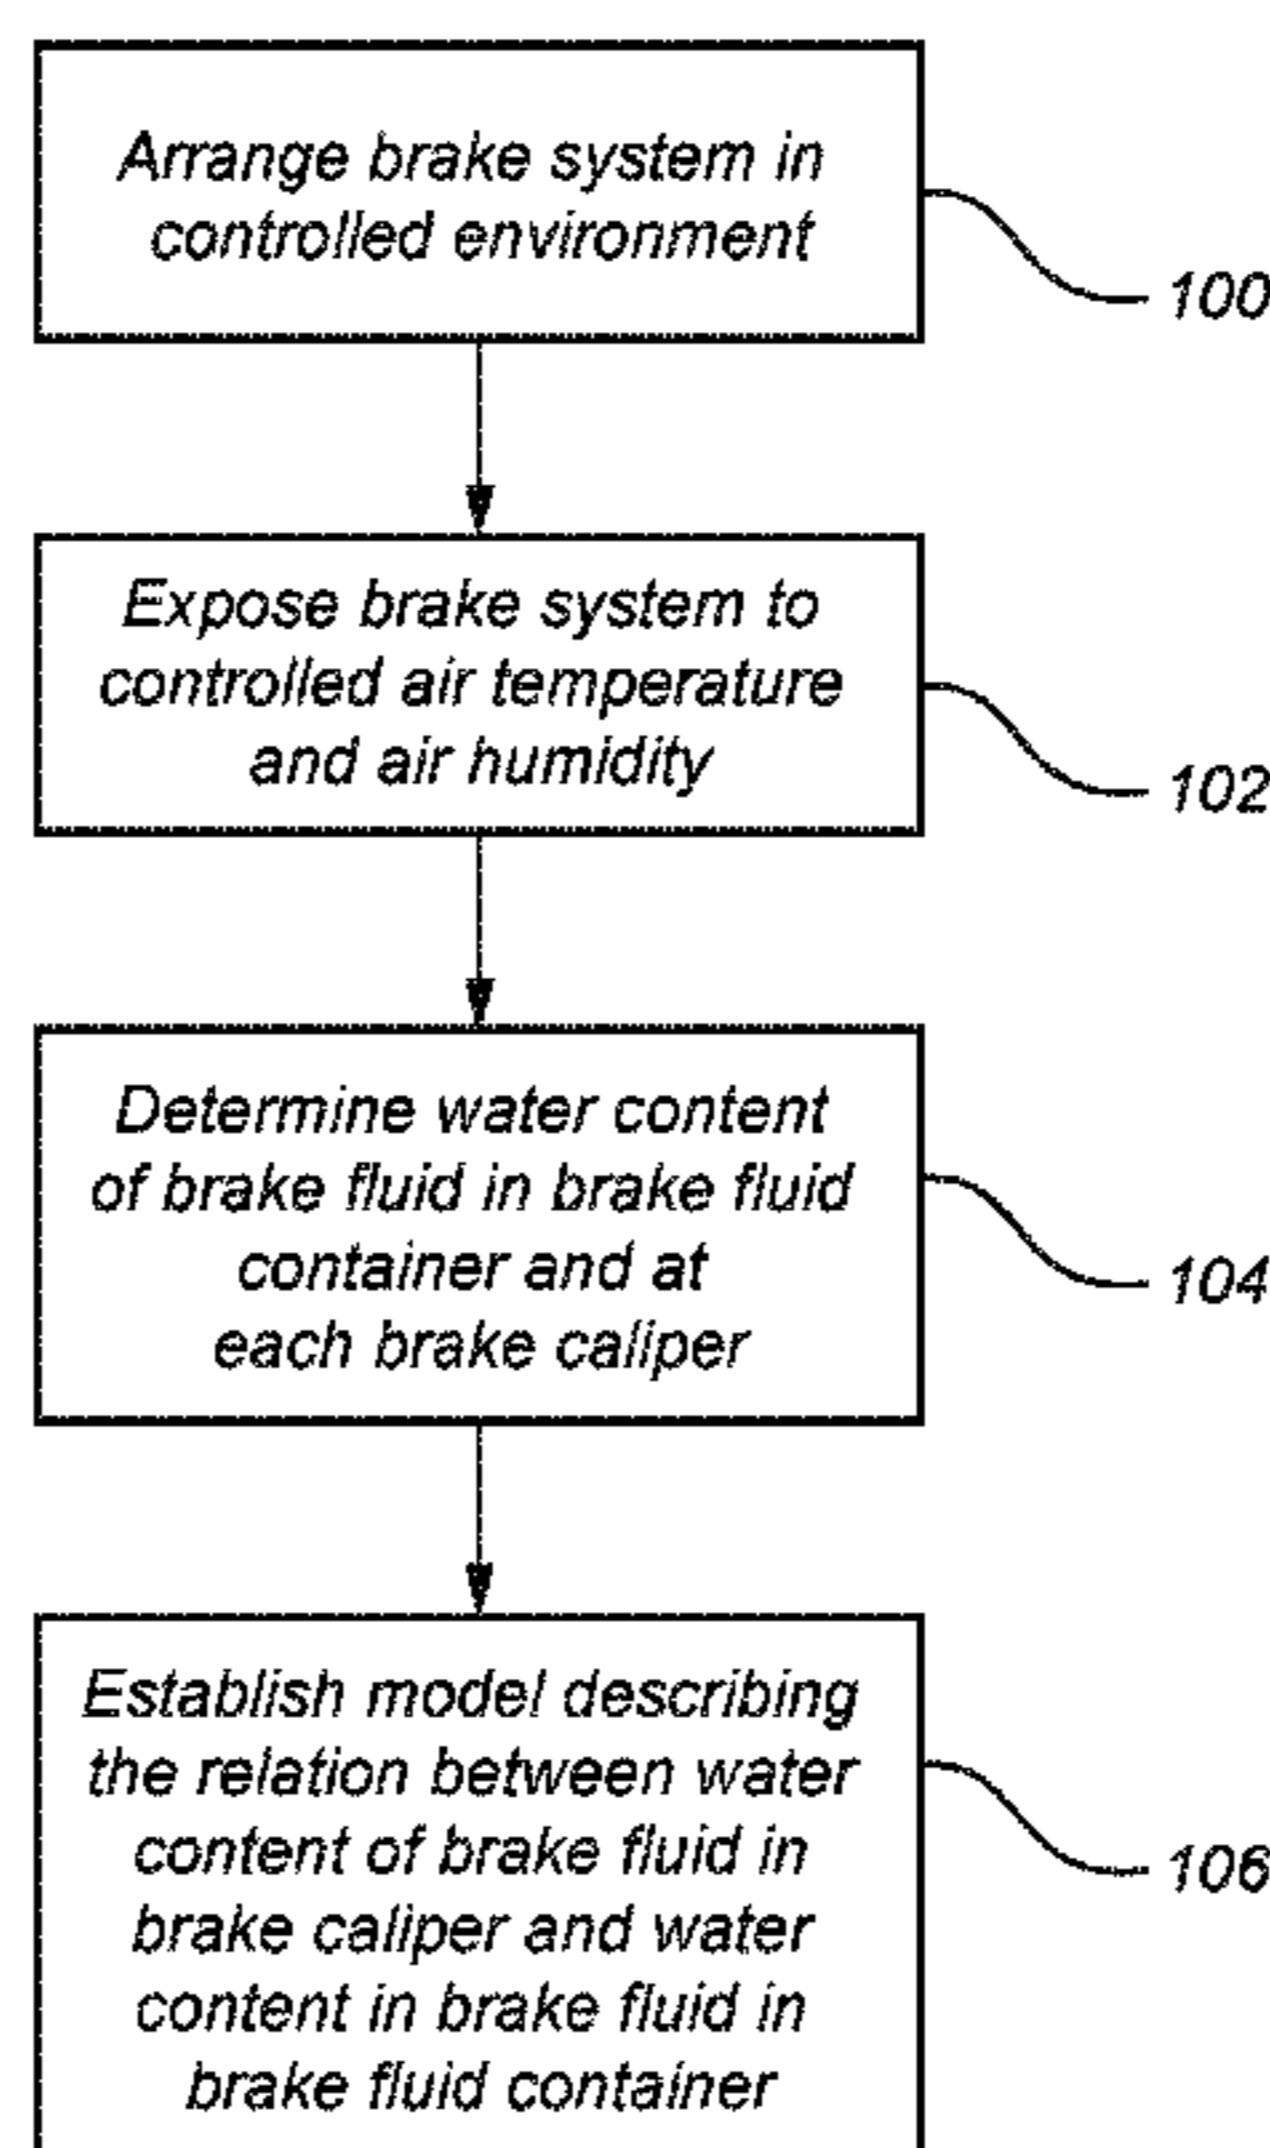 Arrange brake system in
controlled environment
100
Expose brake system to
controlled air temperature
and air humidity
102
Determine water content
of brake fluid in brake fluid
container and at
each brake caliper
104
Establish model describing
the relation between water
content of brake fluid in
brake caliper and water
content in brake fluid in
brake fluid container
106